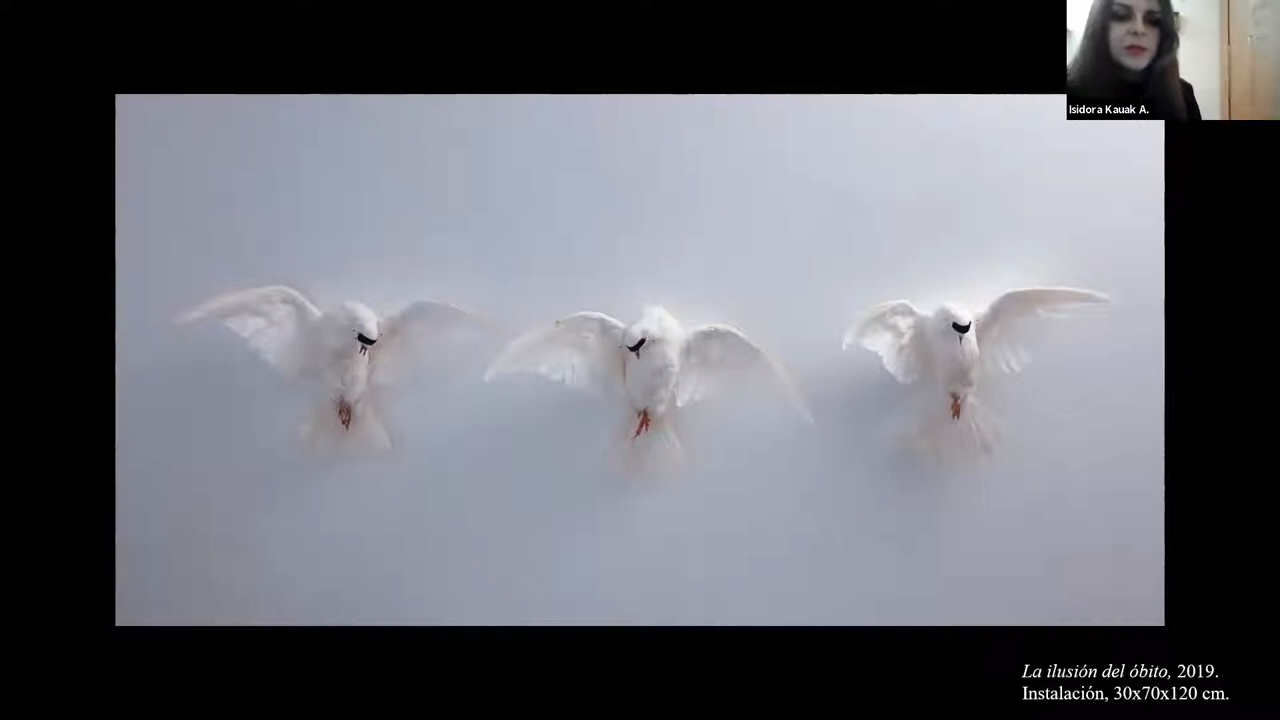 Isidora Kauak A.
La ilusión del óbito, 2019.
Instalación, 30x70x120 cm.